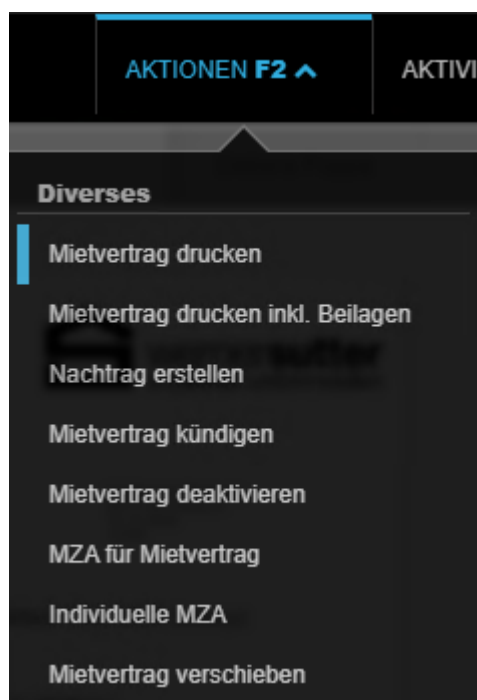 AKTIONEN F2 AKTIVI
Diverses
Mietvertrag drucken
Mietvertrag drucken inkl. Beilagen
Nachtrag erstellen
Mietvertrag kündigen
Mietvertrag deaktivieren
MZA für Mietvertrag
Individuelle MZA
Mietvertrag verschieben